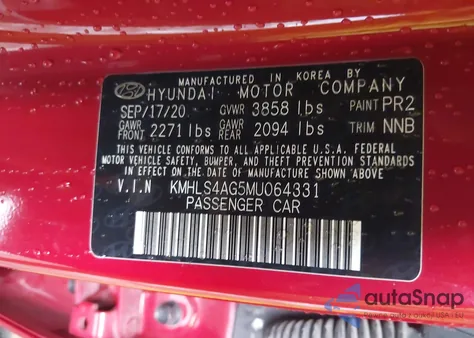 MANUFACTURED IN KOREA BY
HYUNDAI MOTOR COMPANY
SEP/17/20 GVWR 3858 lbs PAINT PR2
GAWR FRONT 2271 lbs GAWR REAR 2094 lbs TRIM NNB
THIS VEHICLE CONFORMS TO ALL APPLICABLE U.S.A. FEDERAL
MOTOR VEHICLE SAFETY, BUMPER, AND THEFT PREVENTION STANDARDS
IN EFFECT ON THE DATE OF MANUFACTURE SHOWN ABOVE.
V.I.N KMHLS4AG5MU064331
PASSENGER CAR
autoSnap